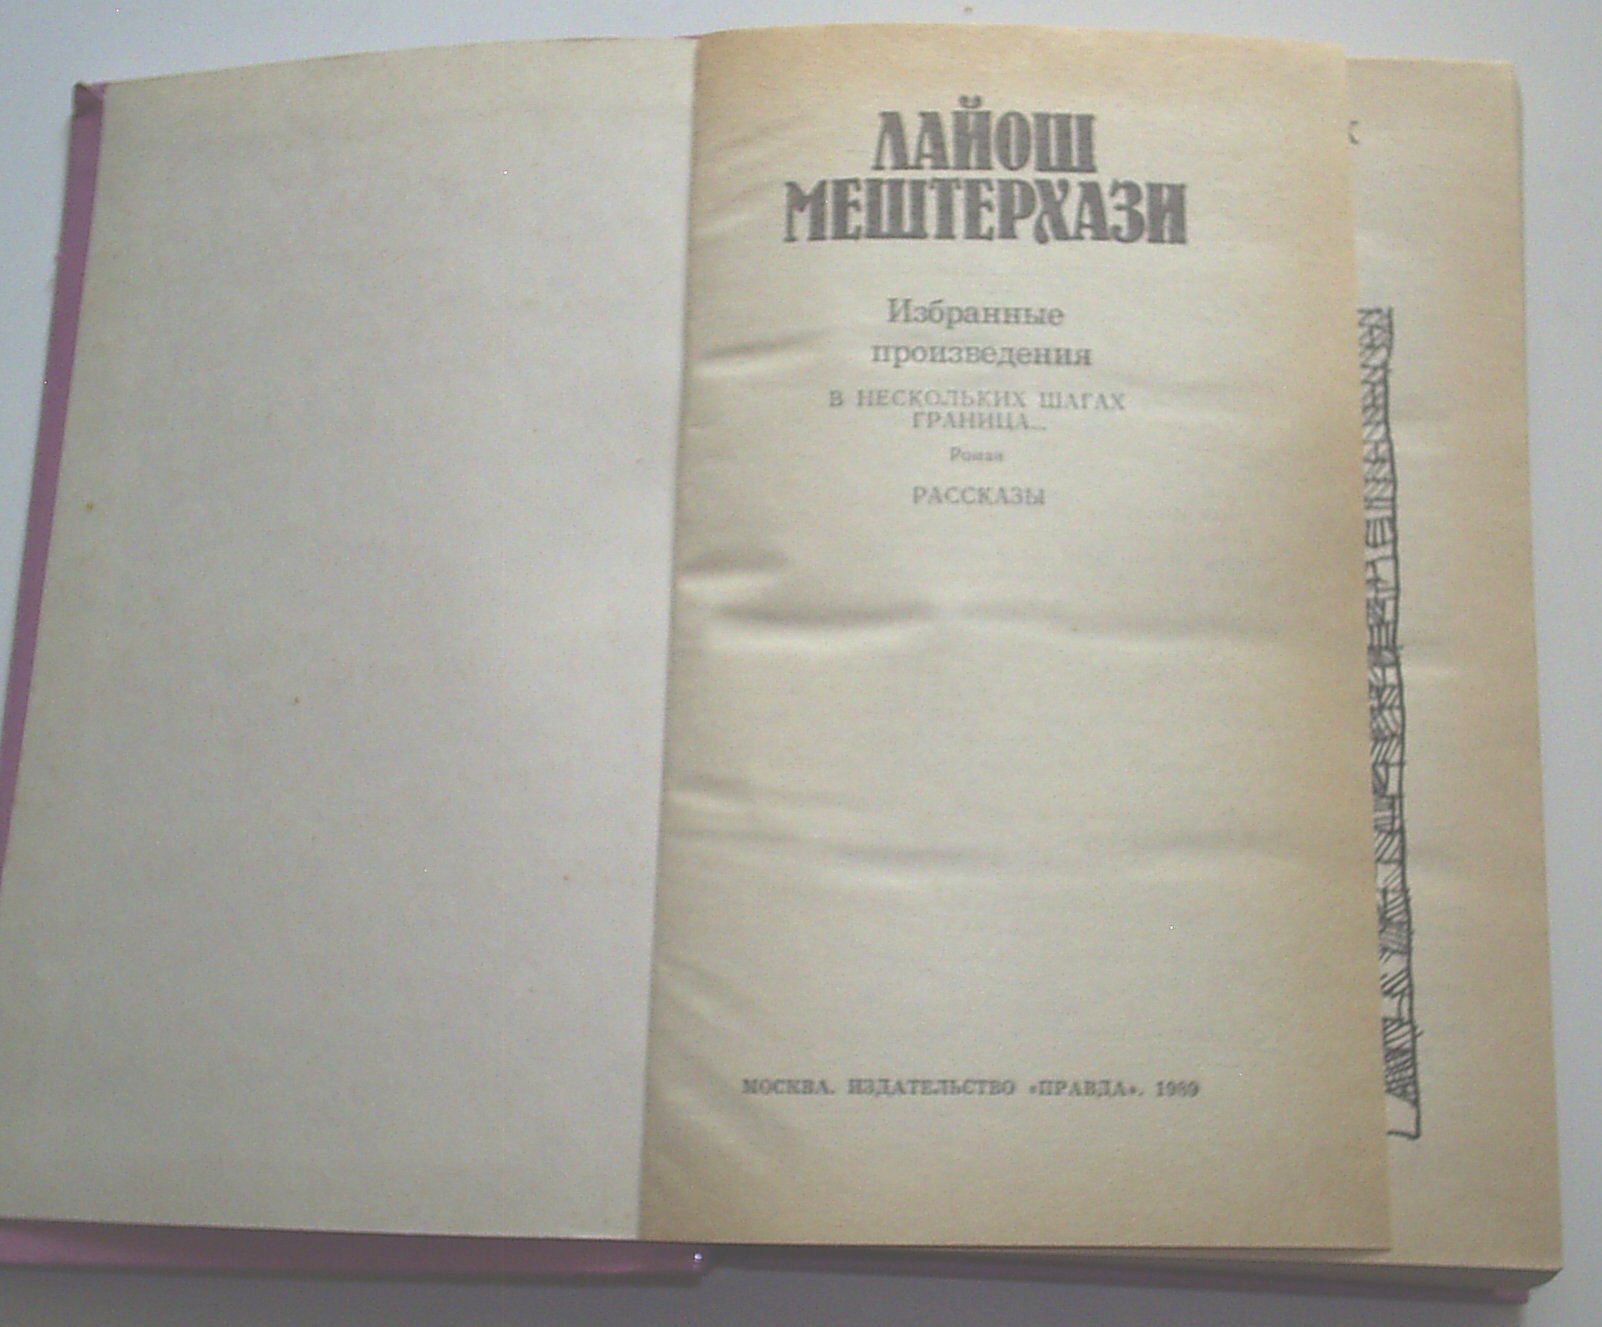 ЛАЙОШ
МЕШТЕРХАЗИ
Избранные
произведения
В НЕСКОЛЬКИХ ШАГАХ
ГРАНИЦА...
Роман
РАССКАЗЫ
МОСКВА. ИЗДАТЕЛЬСТВО «ПРАВДА». 1989